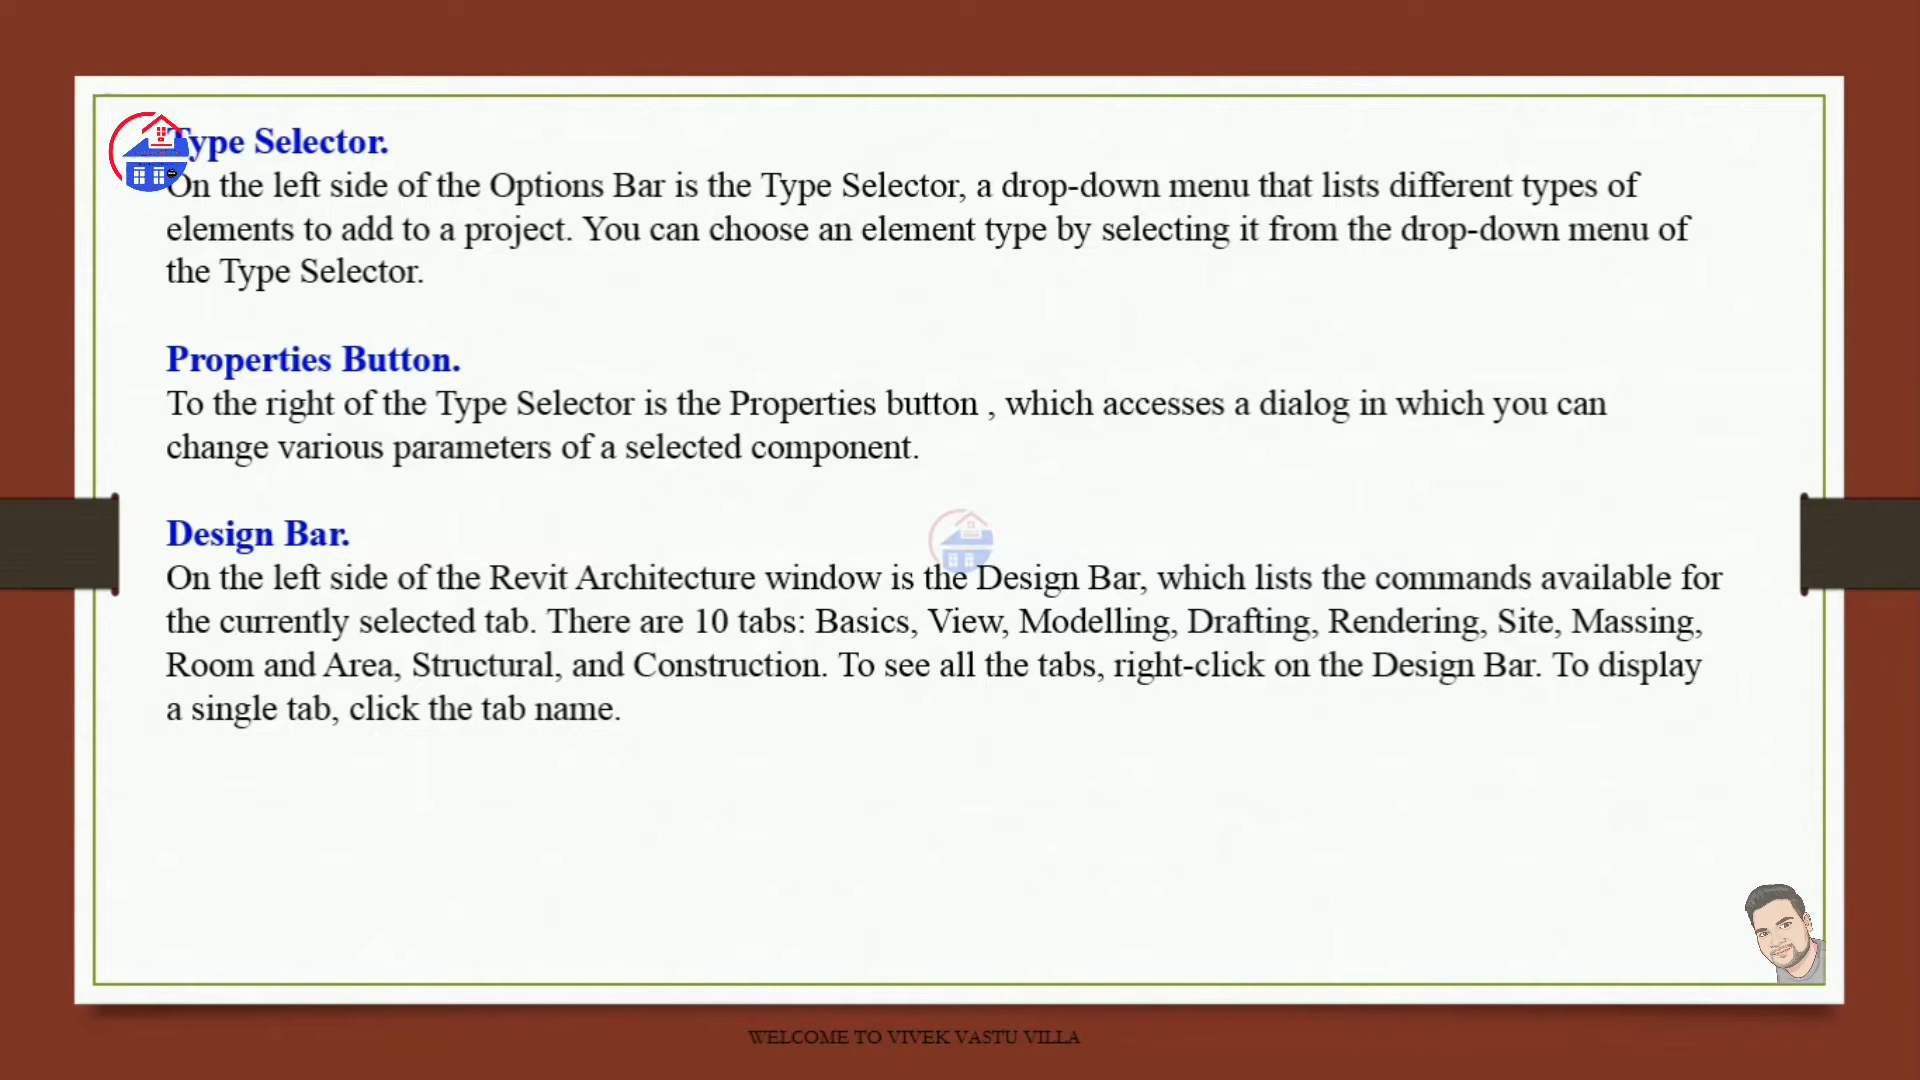 Type Selector.
On the left side of the Options Bar is the Type Selector, a drop-down menu that lists different types of
elements to add to a project. You can choose an element type by selecting it from the drop-down menu of
the Type Selector.
Properties Button.
To the right of the Type Selector is the Properties button , which accesses a dialog in which you can
change various parameters of a selected component.
Design Bar.
On the left side of the Revit Architecture window is the Design Bar, which lists the commands available for
the currently selected tab. There are 10 tabs: Basics, View, Modelling, Drafting, Rendering, Site, Massing,
Room and Area, Structural, and Construction. To see all the tabs, right-click on the Design Bar. To display
a single tab, click the tab name.
WELCOME TO VIVEK VASTU VILLA